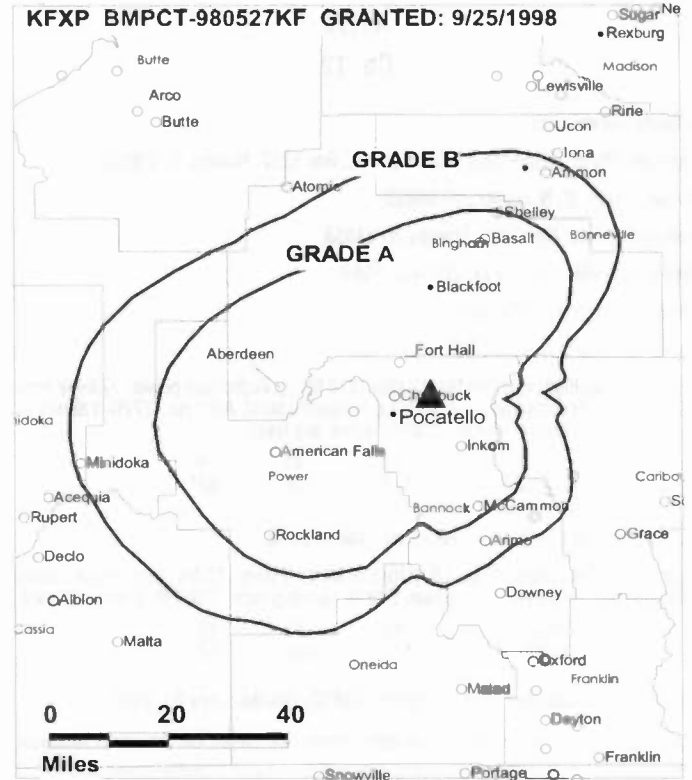 KFXP BMPCT-980527KF GRANTED: 9/25/1998
Sugar
Ne
Rexburg
Butte
Madison
Lewisville
Arco
Ririe
Butte
Ucon
Iona
GRADE B
Ammon
Atomic
Shelley
Bonneville
Basalt
Bingham
GRADE A
Blackfoot
Fort Hall
Aberdeen
Pocatello
nidoka
Inkom
American Falls
Minidoka
Power
Caribo
Acequia
McCammon
Bannock
Rupert
Rockland
Arimo
Grace
Declo
Downey
Albion
Cassia
Malta
Oneida
Oxford
Franklin
Malad
0 20 40
Dayton
Miles
Franklin
Snowville
Portage